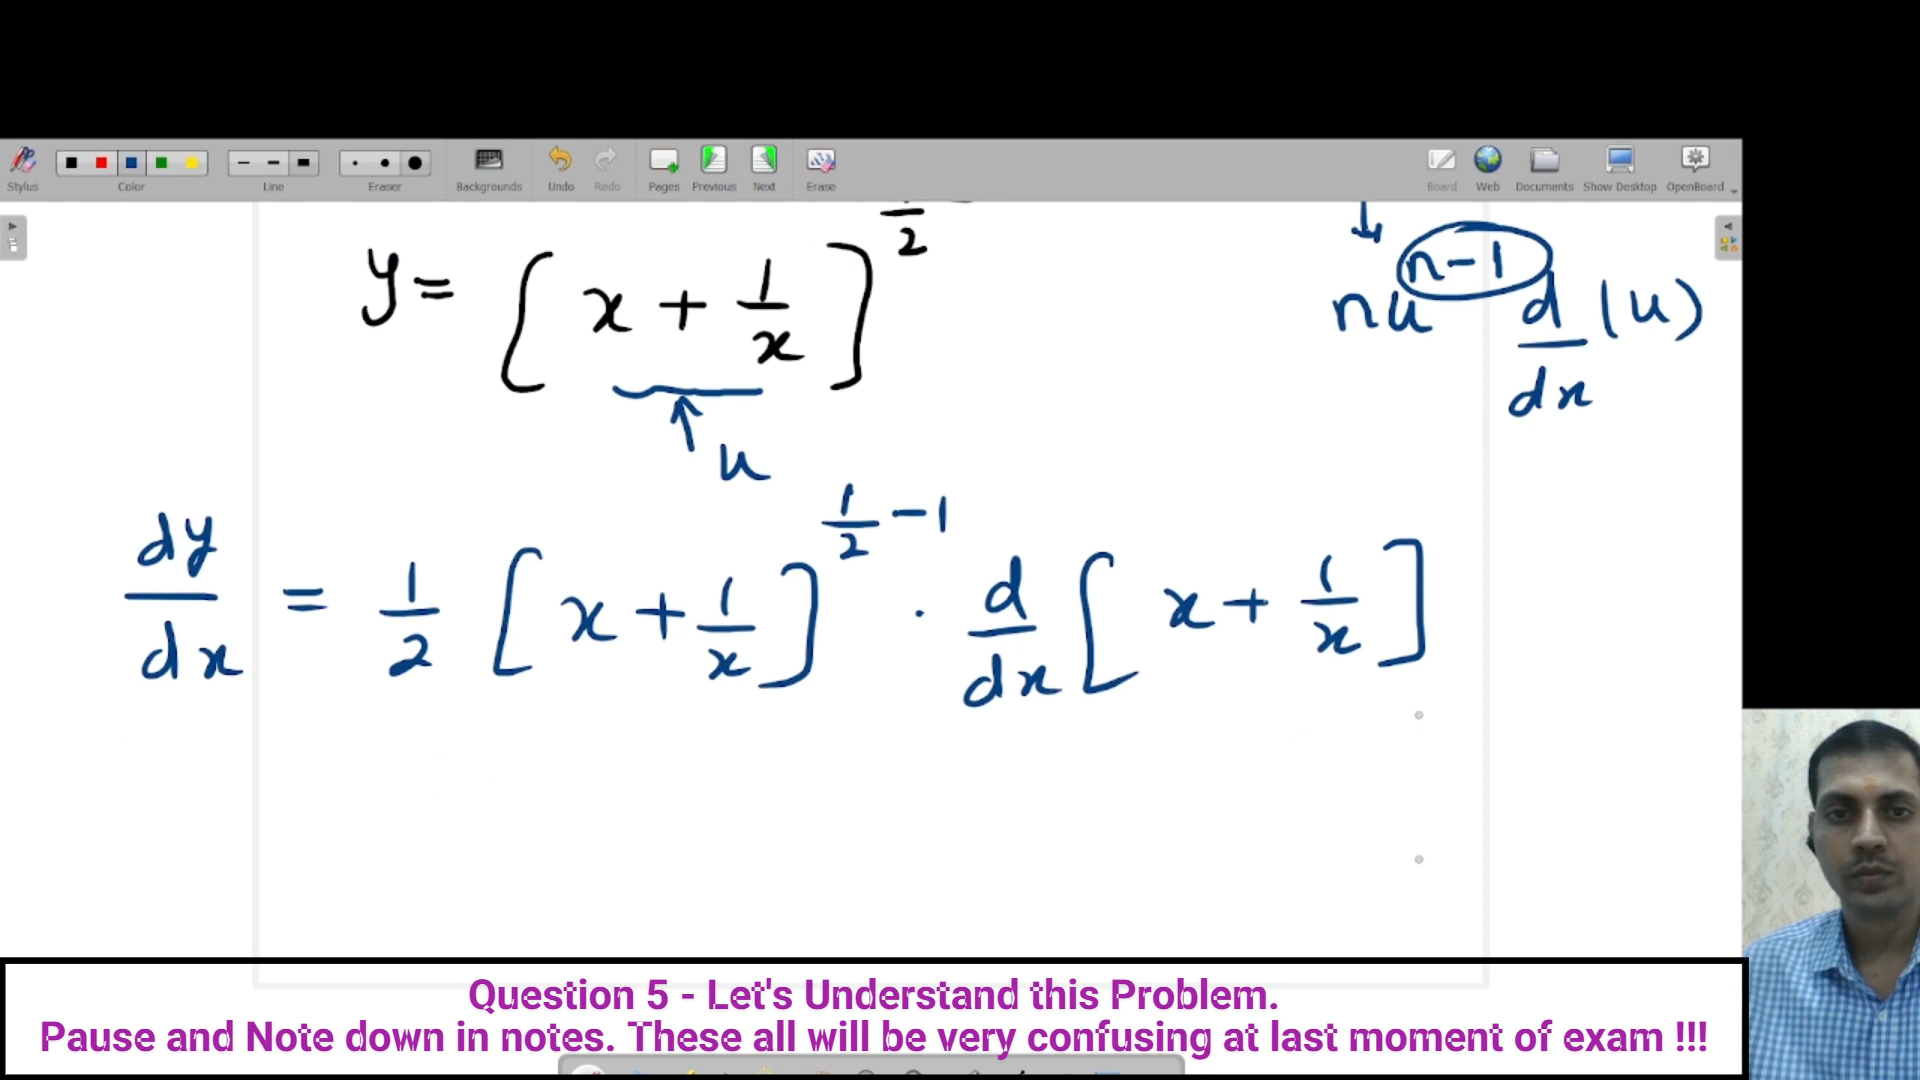 Stylus Color Line Eraser Backgrounds Undo Redo Pages Previous Next Erase Board Web Documents Show Desktop OpenBoard
y = [x + 1/x]^(1/2)
n u^(n-1) d/dx (u)
u
dy/dx = 1/2 [x + 1/x]^(1/2 - 1) . d/dx [x + 1/x]
Question 5 - Let's Understand this Problem.
Pause and Note down in notes. These all will be very confusing at last moment of exam !!!